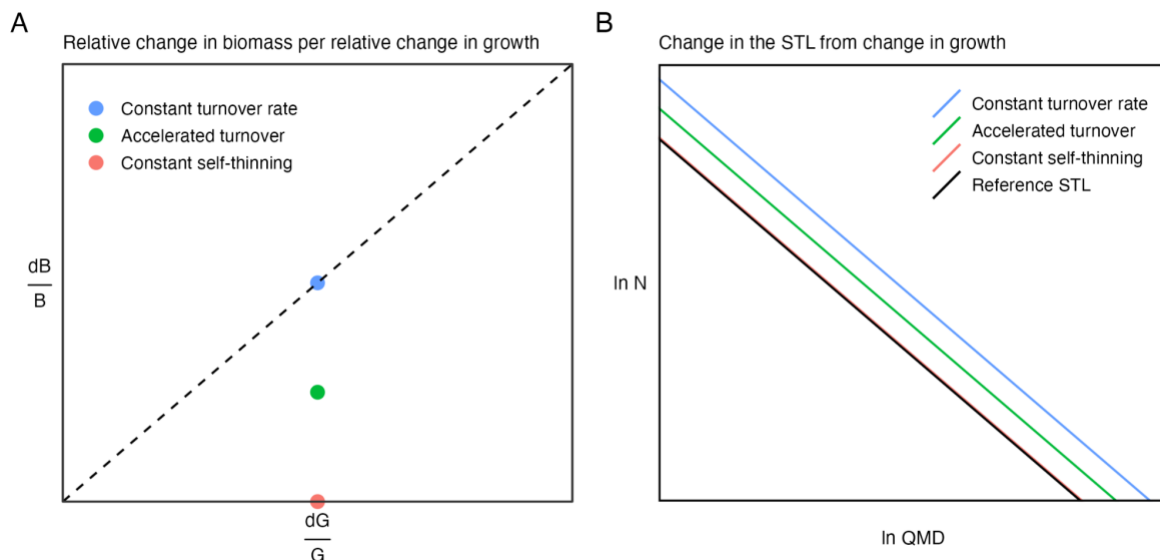 A
Relative change in biomass per relative change in growth
Constant turnover rate
Accelerated turnover
Constant self-thinning
dB
B
dG
G
B
Change in the STL from change in growth
Constant turnover rate
Accelerated turnover
Constant self-thinning
Reference STL
ln N
ln QMD